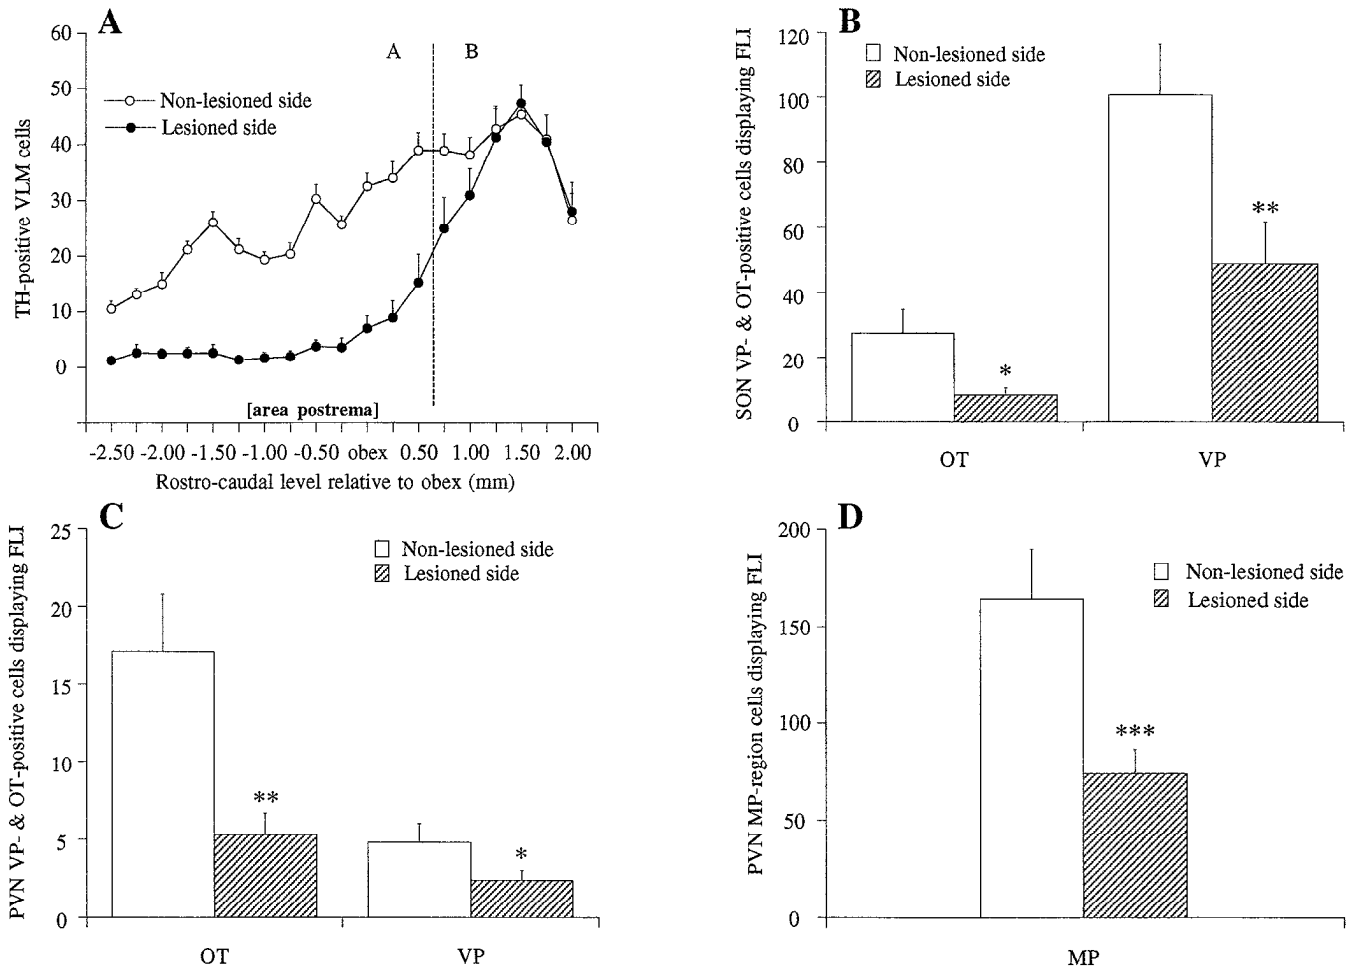 A
TH-positive VLM cells
60
50
40
30
20
10
0
A
B
Non-lesioned side
Lesioned side
[area postrema]
-2.50 -2.00 -1.50 -1.00 -0.50 obex 0.50 1.00 1.50 2.00
Rostro-caudal level relative to obex (mm)
B
SON VP- & OT-positive cells displaying FLI
120
100
80
60
40
20
0
Non-lesioned side
Lesioned side
*
**
OT
VP
C
PVN VP- & OT-positive cells displaying FLI
25
20
15
10
5
0
Non-lesioned side
Lesioned side
**
*
OT
VP
D
PVN MP-region cells displaying FLI
200
150
100
50
0
Non-lesioned side
Lesioned side
***
MP